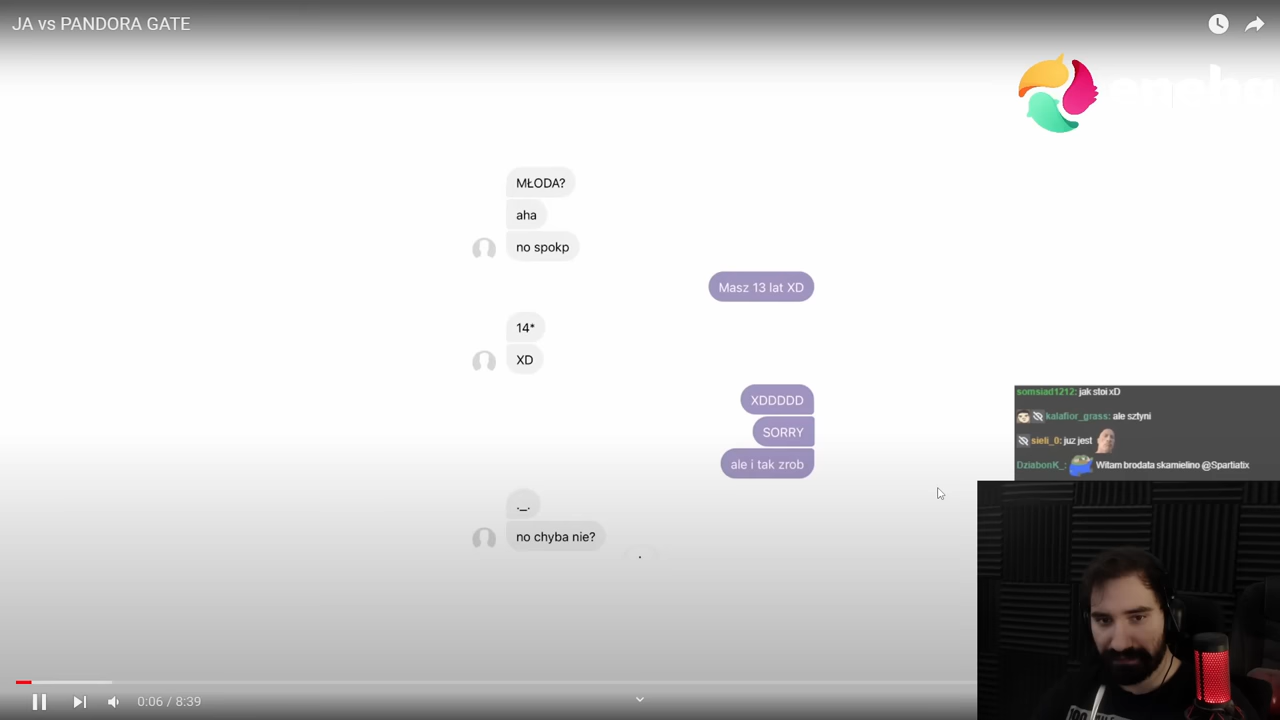 JA vs PANDORA GATE
eneba
MŁODA?
aha
no spokp
Masz 13 lat XD
14*
XD
XDDDDD
SORRY
ale i tak zrob
._.
no chyba nie?
somsiad1212: jak stoi xD
kalafior_grass: ale sztyni
sieli_0: juz jest
DziabonK_: Witam brodata skamielino @Spartiatix
0:06 / 8:39